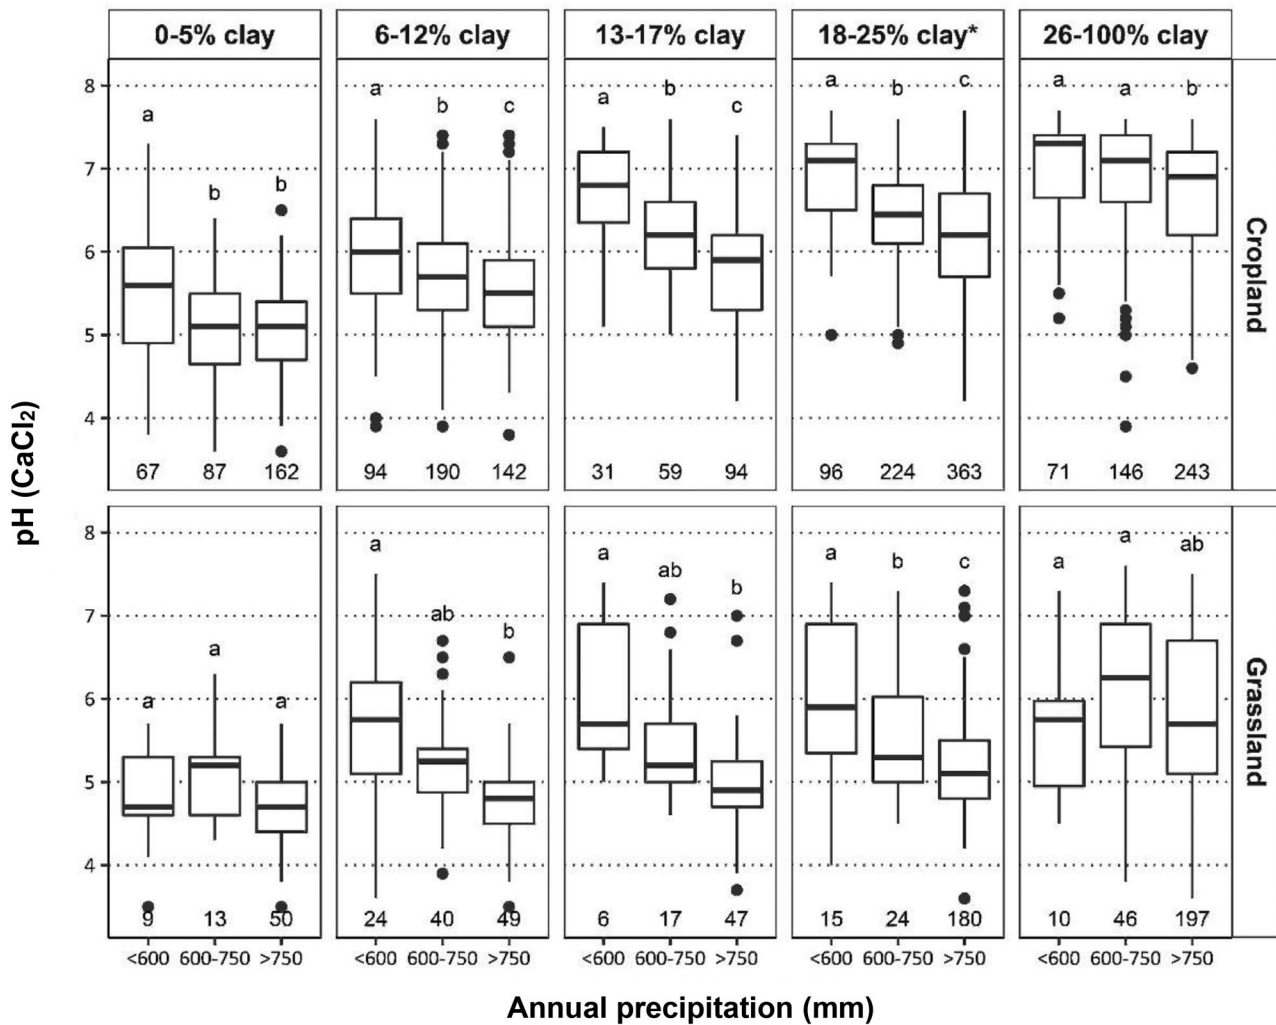 0-5% clay 6-12% clay 13-17% clay 18-25% clay* 26-100% clay
8 a a a b c a b c a a b
7
6
5
4
a b b
b c
67 87 162 94 190 142 31 59 94 96 224 363 71 146 243
Cropland
pH (CaCl2)
8 a a ab b a b c a a ab
7 ab b
6 a a a
5
4
9 13 50 24 40 49 6 17 47 15 24 180 10 46 197
Grassland
<600 600-750 >750 <600 600-750 >750 <600 600-750 >750 <600 600-750 >750 <600 600-750 >750
Annual precipitation (mm)